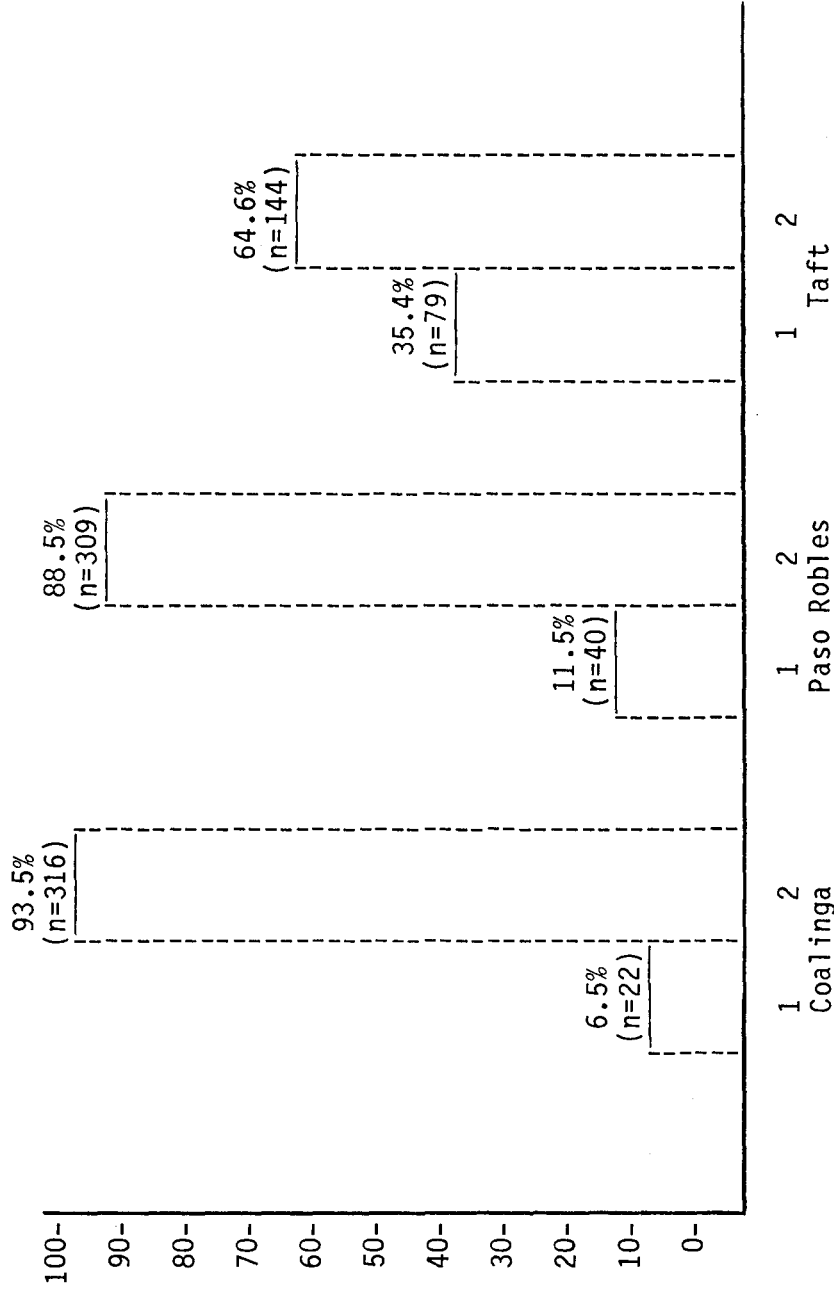 100-
90-
80-
70-
60-
50-
40-
30-
20-
10-
0-
93.5%
(n=316)
6.5%
(n=22)
88.5%
(n=309)
11.5%
(n=40)
64.6%
(n=144)
35.4%
(n=79)
1 2
Coalinga
1 2
Paso Robles
1 2
Taft